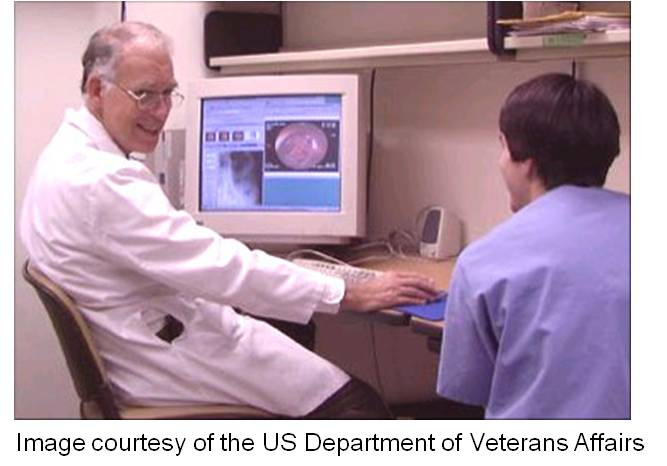 Image courtesy of the US Department of Veterans Affairs